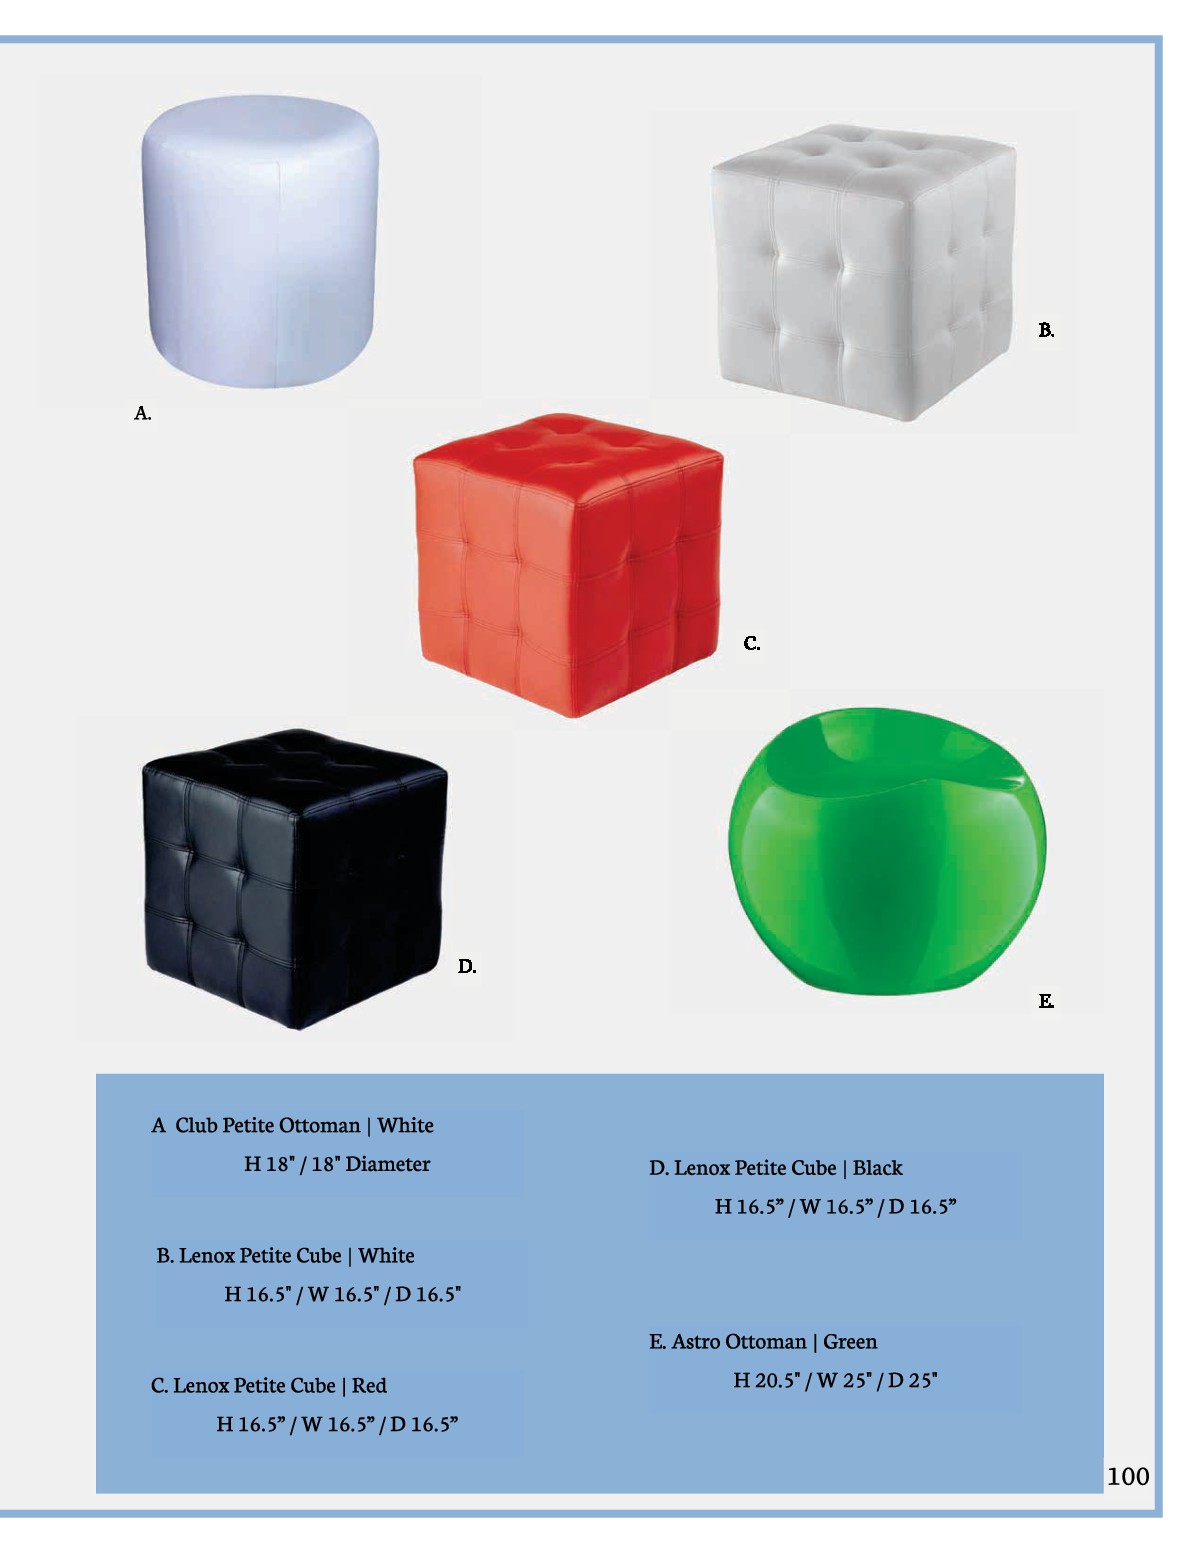 A.
B.
C.
D.
E.
A  Club Petite Ottoman | White
H 18" / 18" Diameter
B. Lenox Petite Cube | White
H 16.5" / W 16.5" / D 16.5"
C. Lenox Petite Cube | Red
H 16.5” / W 16.5” / D 16.5”
D. Lenox Petite Cube | Black
H 16.5” / W 16.5” / D 16.5”
E. Astro Ottoman | Green
H 20.5" / W 25" / D 25"
100